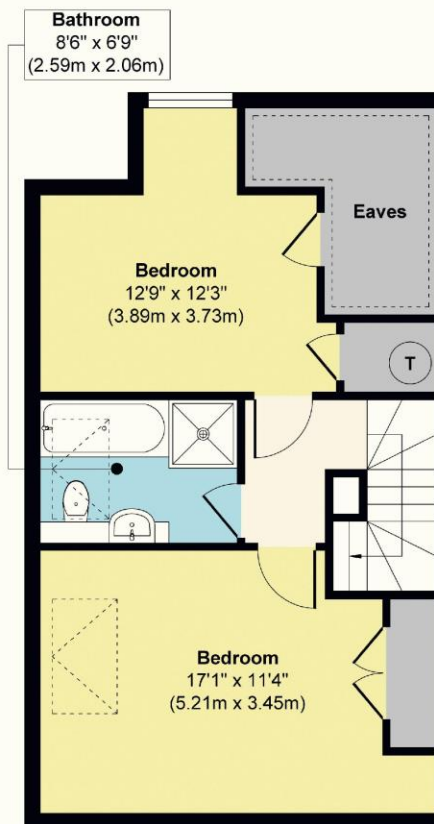 Bathroom
8'6" x 6'9"
(2.59m x 2.06m)
Eaves
Bedroom
12'9" x 12'3"
(3.89m x 3.73m)
T
Bedroom
17'1" x 11'4"
(5.21m x 3.45m)